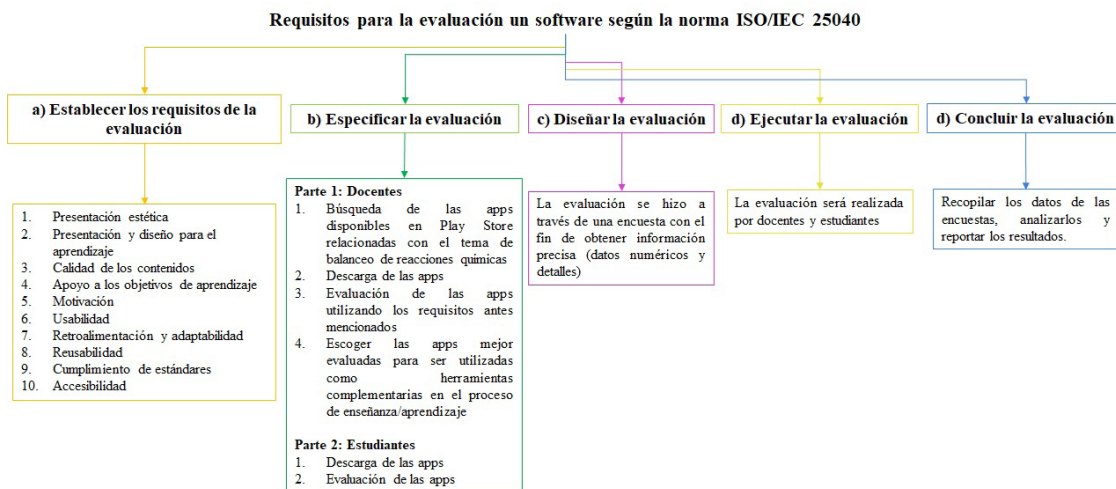 Requisitos para la evaluación un software según la norma ISO/IEC 25040
a) Establecer los requisitos de la
evaluación
b) Especificar la evaluación
c) Diseñar la evaluación
d) Ejecutar la evaluación
d) Concluir la evaluación
1. Presentación estética
2. Presentación y diseño para el
aprendizaje
3. Calidad de los contenidos
4. Apoyo a los objetivos de aprendizaje
5. Motivación
6. Usabilidad
7. Retroalimentación y adaptabilidad
8. Reusabilidad
9. Cumplimiento de estándares
10. Accesibilidad
Parte 1: Docentes
1. Búsqueda de las apps
disponibles en Play Store
relacionadas con el tema de
balanceo de reacciones químicas
2. Descarga de las apps
3. Evaluación de las apps
utilizando los requisitos antes
mencionados
4. Escoger las apps mejor
evaluadas para ser utilizadas
como herramientas
complementarias en el proceso
de enseñanza/aprendizaje
Parte 2: Estudiantes
1. Descarga de las apps
2. Evaluación de las apps
La evaluación se hizo a
través de una encuesta con el
fin de obtener información
precisa (datos numéricos y
detalles)
La evaluación será realizada
por docentes y estudiantes
Recopilar los datos de las
encuestas, analizarlos y
reportar los resultados.